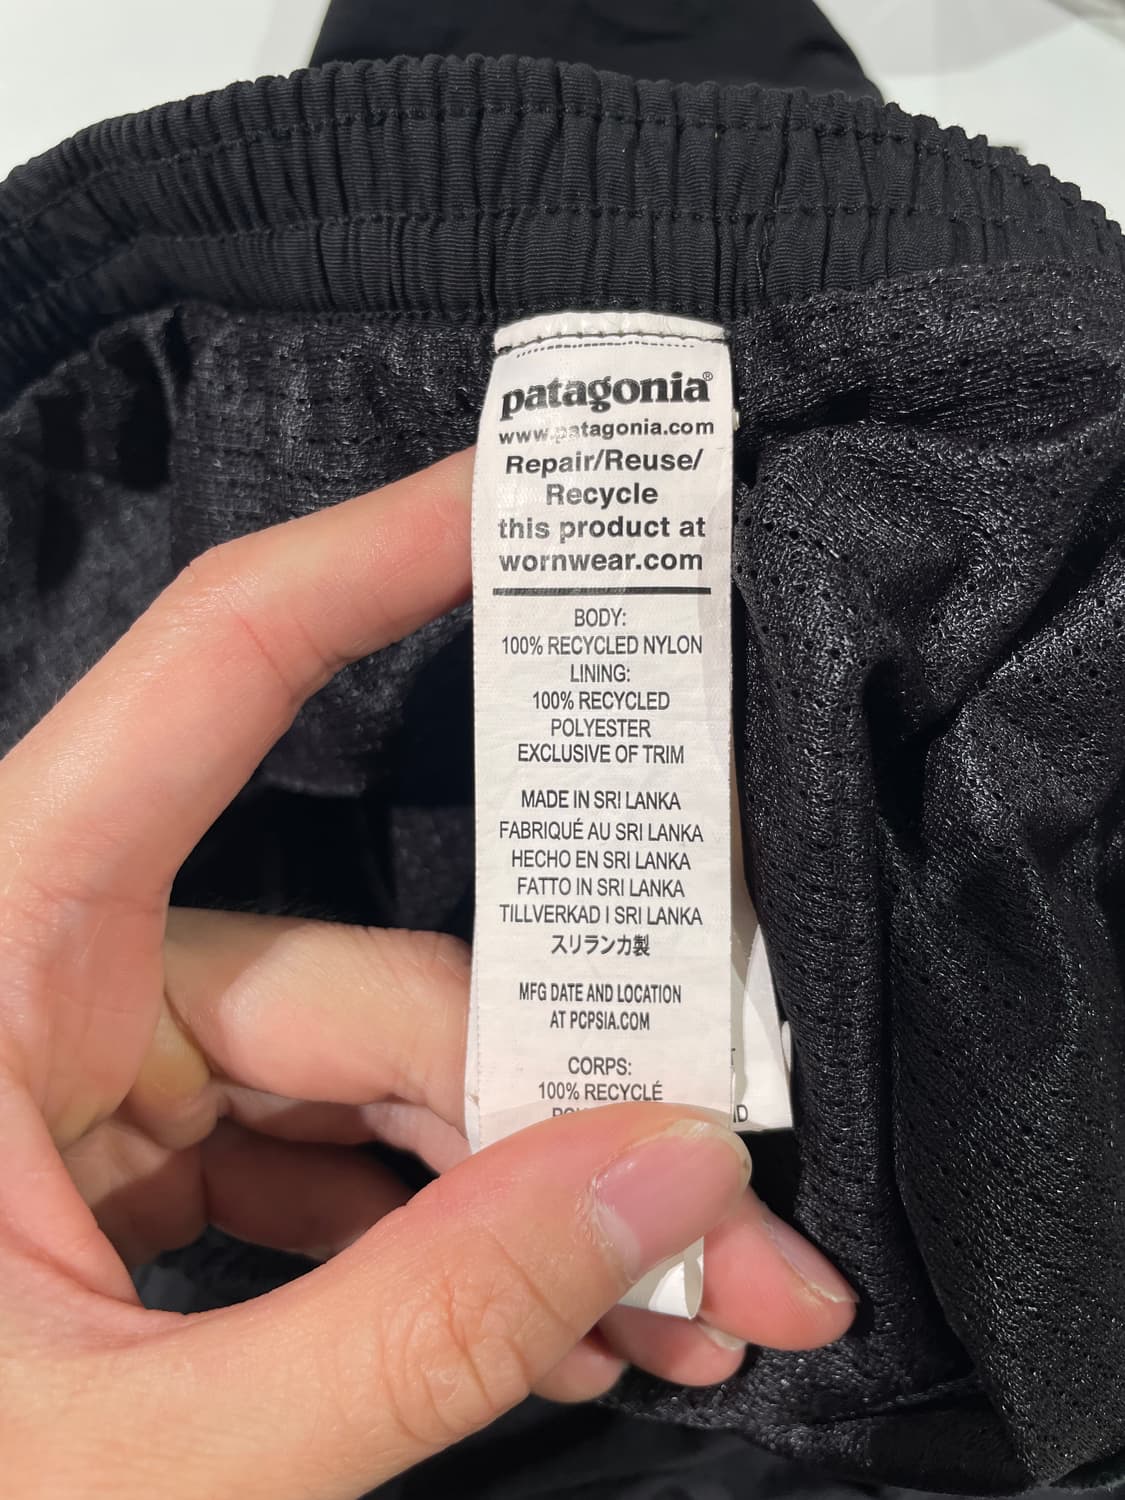 patagonia®
www.patagonia.com
Repair/Reuse/
Recycle
this product at
wornwear.com
BODY:
100% RECYCLED NYLON
LINING:
100% RECYCLED
POLYESTER
EXCLUSIVE OF TRIM
MADE IN SRI LANKA
FABRIQUÉ AU SRI LANKA
HECHO EN SRI LANKA
FATTO IN SRI LANKA
TILLVERKAD I SRI LANKA
スリランカ製
MFG DATE AND LOCATION
AT PCPSIA.COM
CORPS:
100% RECYCLÉ